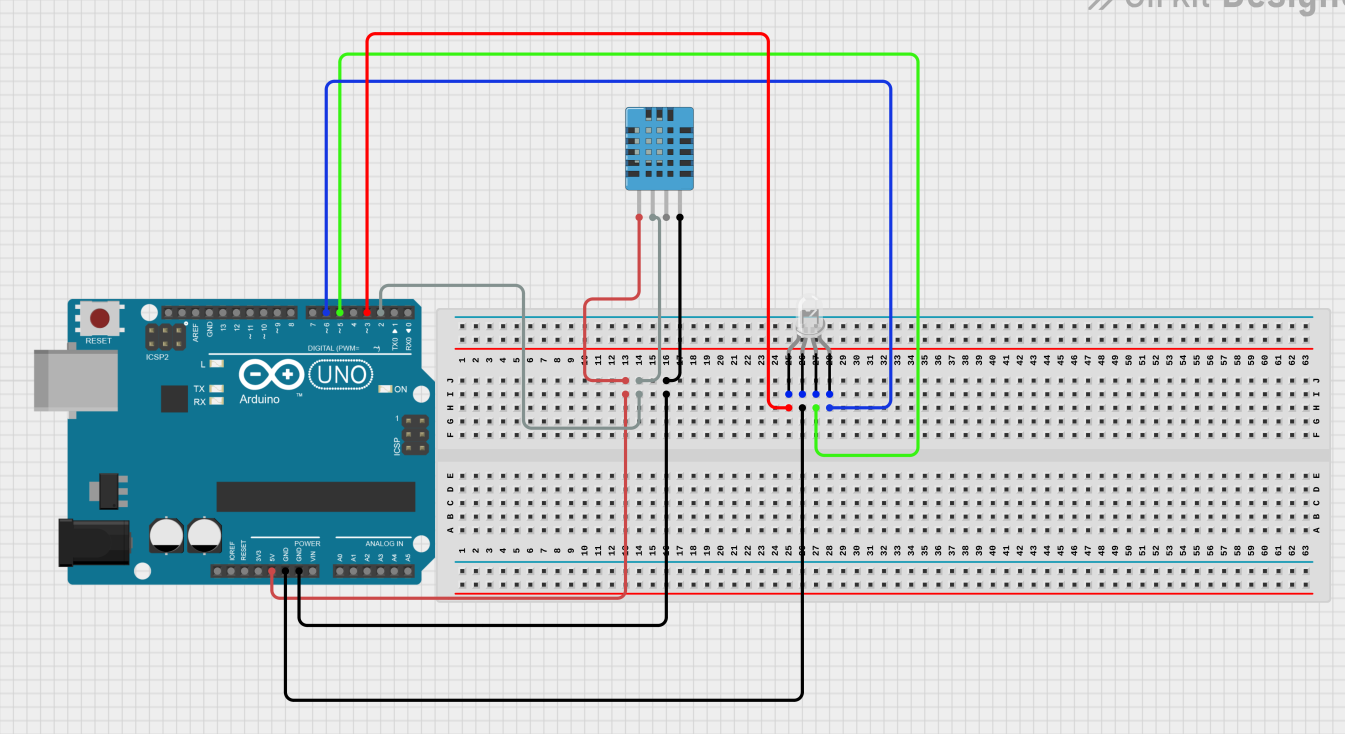 Cirkit Designer
RESET
ICSP2
AREF
GND
13
12
~11
~10
~9
8
7
~6
~5
4
~3
2
TX0 ▶ 1
RX0 ◀ 0
DIGITAL (PWM=
L
TX
RX
UNO
Arduino
™
ON
1
ICSP
POWER
ANALOG IN
IOREF
RESET
3V3
5V
GND
GND
VIN
A0
A1
A2
A3
A4
A5
1 2 3 4 5 6 7 8 9 10 11 12 13 14 15 16 17 18 19 20 21 22 23 24 25 26 27 28 29 30 31 32 33 34 35 36 37 38 39 40 41 42 43 44 45 46 47 48 49 50 51 52 53 54 55 56 57 58 59 60 61 62 63
J J
I I
H H
G G
F F
E E
D D
C C
B B
A A
1 2 3 4 5 6 7 8 9 10 11 12 13 14 15 16 17 18 19 20 21 22 23 24 25 26 27 28 29 30 31 32 33 34 35 36 37 38 39 40 41 42 43 44 45 46 47 48 49 50 51 52 53 54 55 56 57 58 59 60 61 62 63